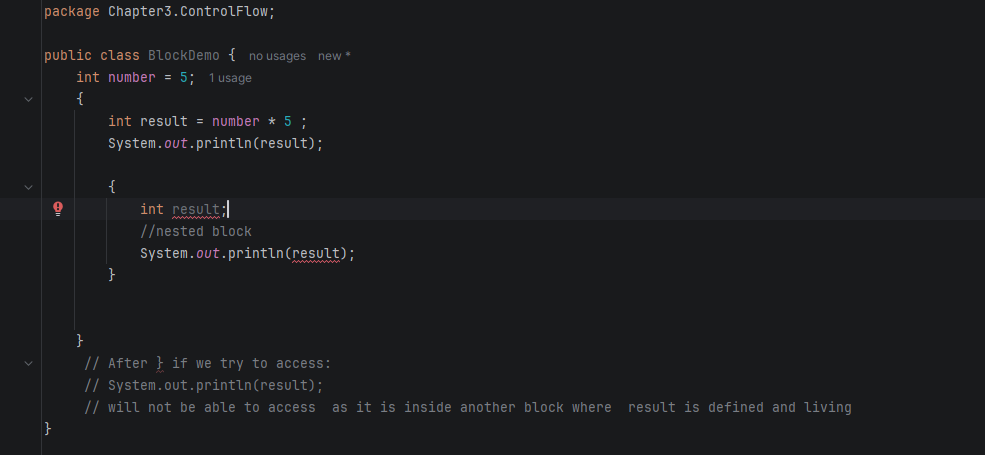 package Chapter3.ControlFlow;
public class BlockDemo { no usages new *
int number = 5; 1 usage
{
int result = number * 5 ;
System.out.println(result);
{
int result;
//nested block
System.out.println(result);
}
}
// After } if we try to access:
// System.out.println(result);
// will not be able to access  as it is inside another block where  result is defined and living
}